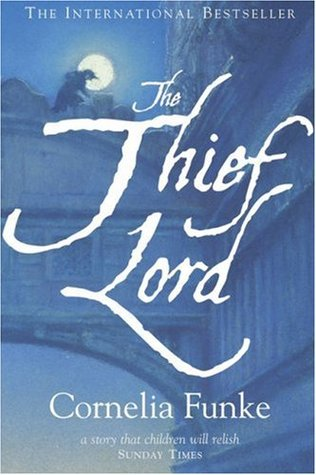 THE INTERNATIONAL BESTSELLER
The
Thief
Lord
Cornelia Funke
a story that children will relish
SUNDAY TIMES